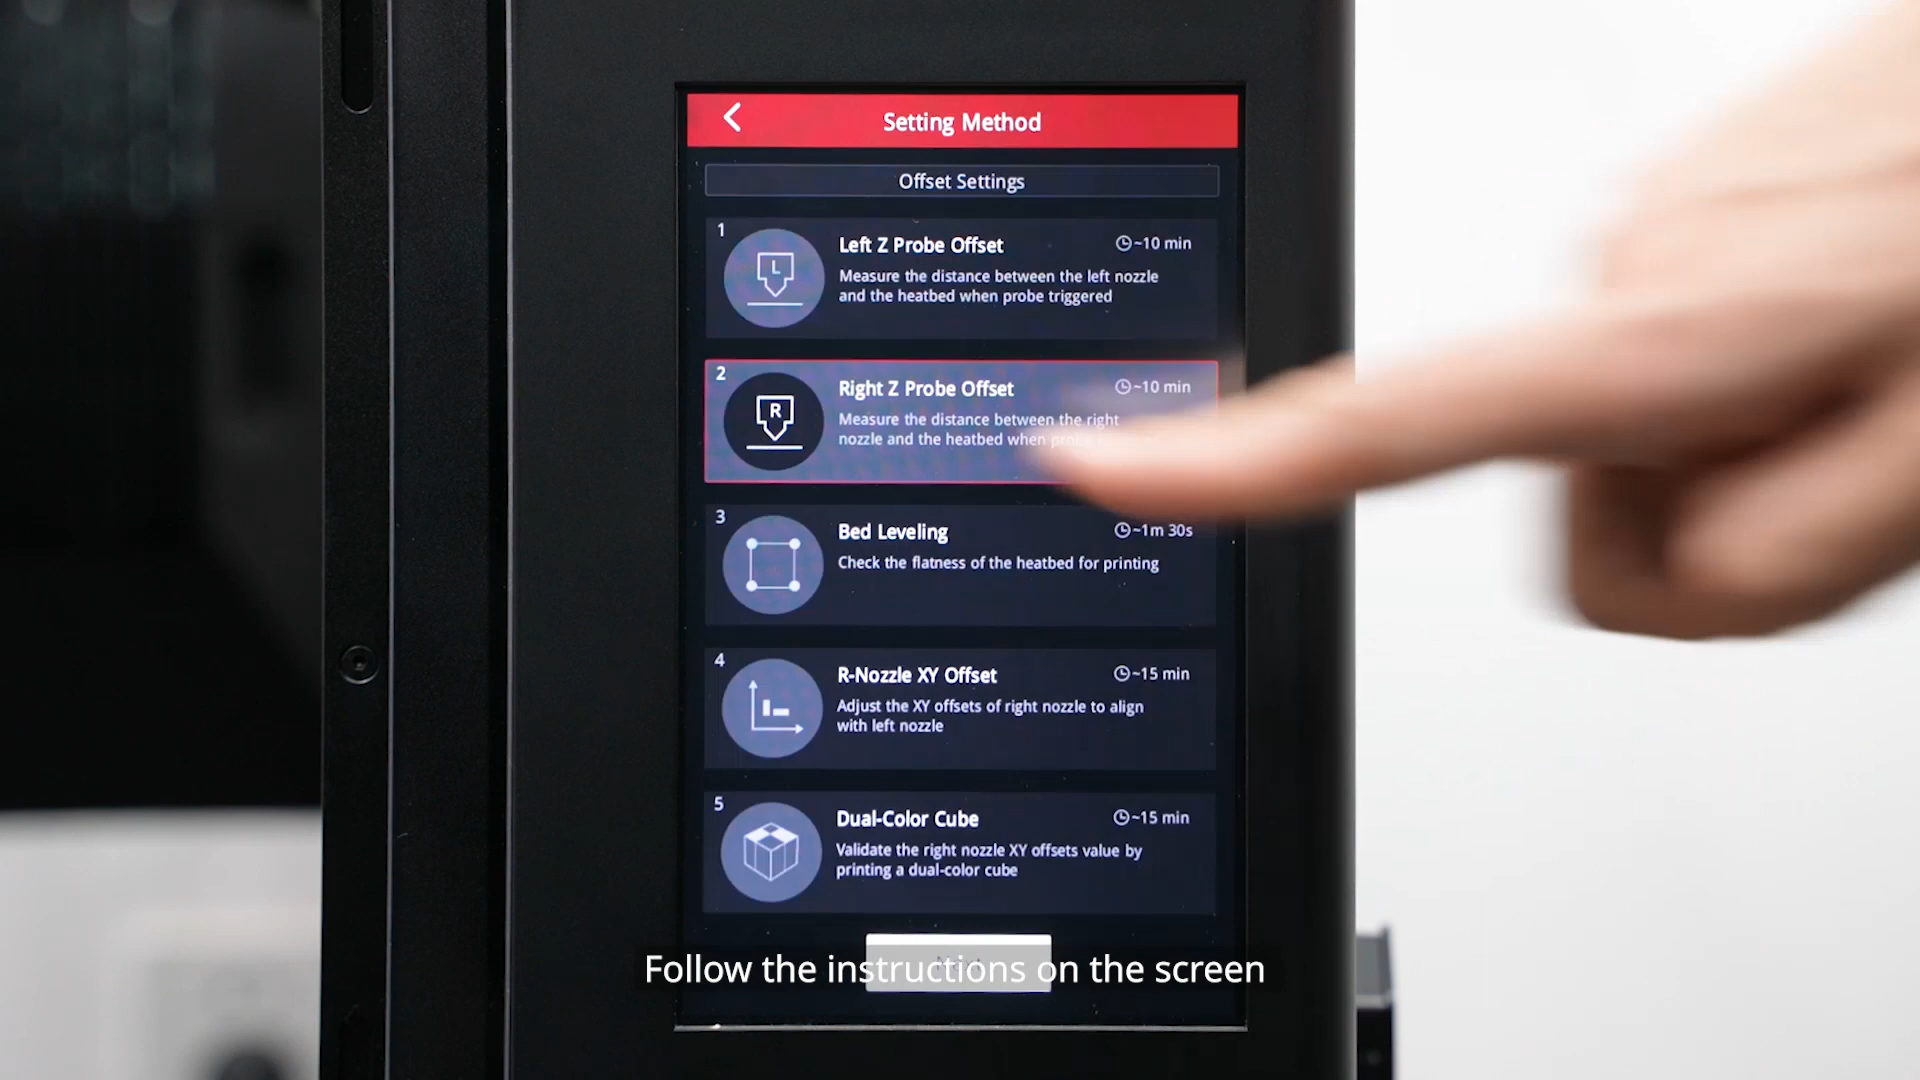 Setting Method
Offset Settings
1
L
Left Z Probe Offset
~10 min
Measure the distance between the left nozzle
and the heatbed when probe triggered
2
R
Right Z Probe Offset
~10 min
Measure the distance between the right
nozzle and the heatbed when
3
Bed Leveling
~1m 30s
Check the flatness of the heatbed for printing
4
R-Nozzle XY Offset
~15 min
Adjust the XY offsets of right nozzle to align
with left nozzle
5
Dual-Color Cube
~15 min
Validate the right nozzle XY offsets value by
printing a dual-color cube
Follow the instructions on the screen